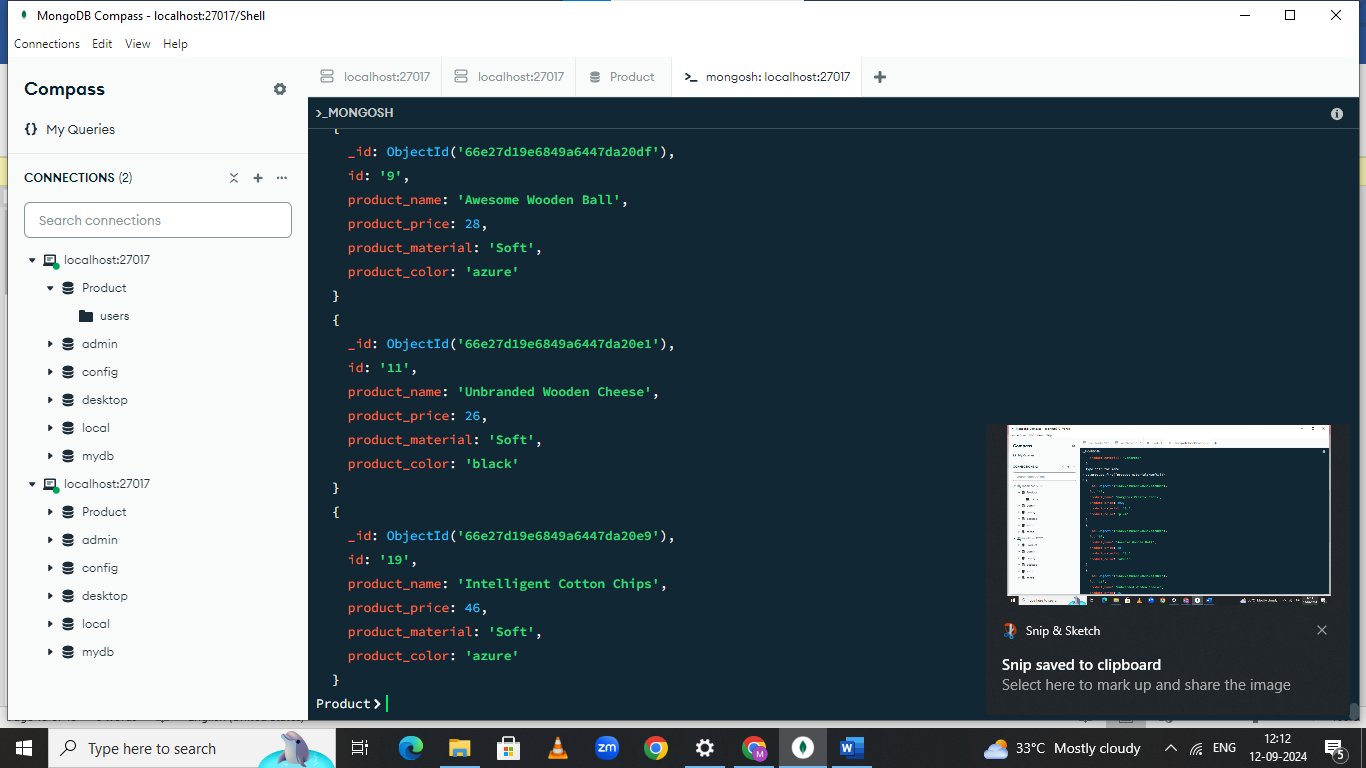 MongoDB Compass - localhost:27017/Shell
Connections Edit View Help
Compass
My Queries
CONNECTIONS (2)
Search connections
localhost:27017
Product
users
admin
config
desktop
local
mydb
localhost:27017
Product
admin
config
desktop
local
mydb
localhost:27017 localhost:27017 Product >_ mongosh: localhost:27017 +
>_MONGOSH
{
_id: ObjectId('66e27d19e6849a6447da20df'),
id: '9',
product_name: 'Awesome Wooden Ball',
product_price: 28,
product_material: 'Soft',
product_color: 'azure'
}
{
_id: ObjectId('66e27d19e6849a6447da20e1'),
id: '11',
product_name: 'Unbranded Wooden Cheese',
product_price: 26,
product_material: 'Soft',
product_color: 'black'
}
{
_id: ObjectId('66e27d19e6849a6447da20e9'),
id: '19',
product_name: 'Intelligent Cotton Chips',
product_price: 46,
product_material: 'Soft',
product_color: 'azure'
}
Product>
Snip & Sketch
Snip saved to clipboard
Select here to mark up and share the image
Type here to search
zm
M
W
33°C Mostly cloudy
ENG
12:12
12-09-2024
5